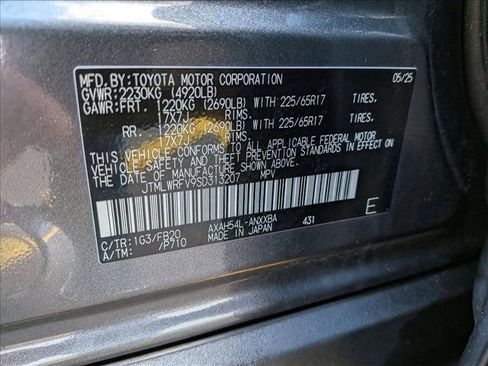 MFD.BY:TOYOTA MOTOR CORPORATION 05/25
GVWR:2230KG (4920LB)
GAWR:FRT. 1220KG (2690LB) WITH 225/65R17 TIRES.
17X7J RIMS.
RR. 1220KG (2690LB) WITH 225/65R17 TIRES.
17X7J RIMS.
THIS VEHICLE CONFORMS TO ALL APPLICABLE FEDERAL MOTOR
VEHICLE SAFETY AND THEFT PREVENTION STANDARDS IN EFFECT
ON THE DATE OF MANUFACTURE SHOWN ABOVE.
JTMLWRFV9SD313207 MPV
C/TR:1G3/FB20 AXAH54L-ANXXBA 431 E
A/TM: /P710 MADE IN JAPAN